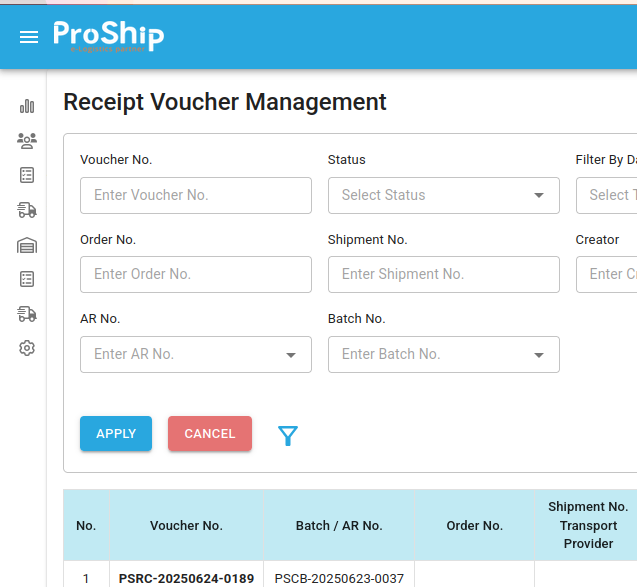 ProShip
Receipt Voucher Management
Voucher No.
Status
Filter By Da
Enter Voucher No.
Select Status
Select T
Order No.
Shipment No.
Creator
Enter Order No.
Enter Shipment No.
Enter Cr
AR No.
Batch No.
Enter AR No.
Enter Batch No.
APPLY
CANCEL
No.
Voucher No.
Batch / AR No.
Order No.
Shipment No.
Transport
Provider
1
PSRC-20250624-0189
PSCB-20250623-0037